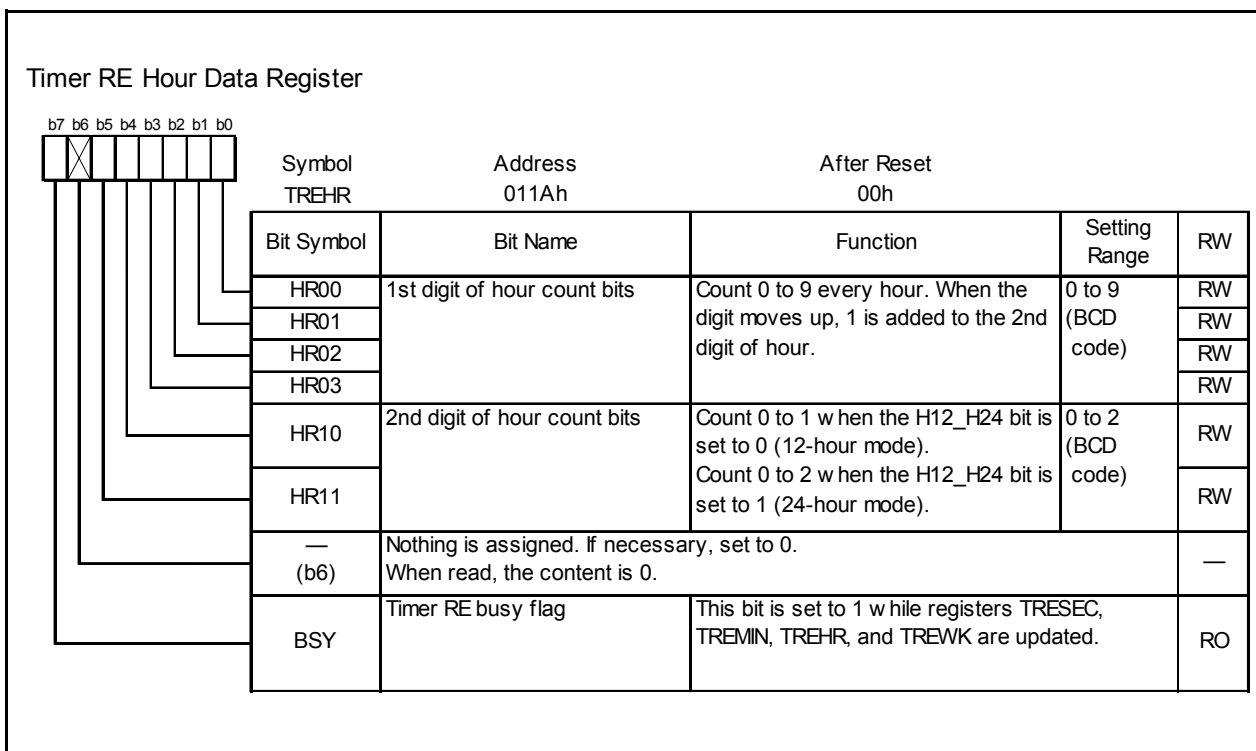 Timer RE Hour Data Register
b7 b6 b5 b4 b3 b2 b1 b0
Symbol Address After Reset
TREHR 011Ah 00h
Bit Symbol Bit Name Function Setting Range RW
HR00 1st digit of hour count bits Count 0 to 9 every hour. When the 0 to 9 RW
HR01 digit moves up, 1 is added to the 2nd (BCD RW
HR02 digit of hour. code) RW
HR03 RW
HR10 2nd digit of hour count bits Count 0 to 1 w hen the H12_H24 bit is 0 to 2 RW
set to 0 (12-hour mode). (BCD
HR11 Count 0 to 2 w hen the H12_H24 bit is code) RW
set to 1 (24-hour mode).
— Nothing is assigned. If necessary, set to 0. —
(b6) When read, the content is 0.
BSY Timer RE busy flag This bit is set to 1 w hile registers TRESEC, RO
TREMIN, TREHR, and TREWK are updated.